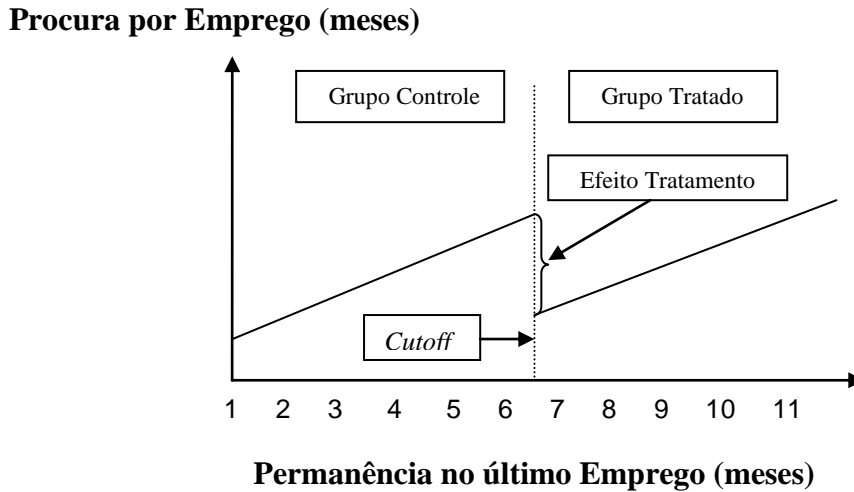 Procura por Emprego (meses)
Grupo Controle
Grupo Tratado
Efeito Tratamento
Cutoff
1 2 3 4 5 6 7 8 9 10 11
Permanência no último Emprego (meses)